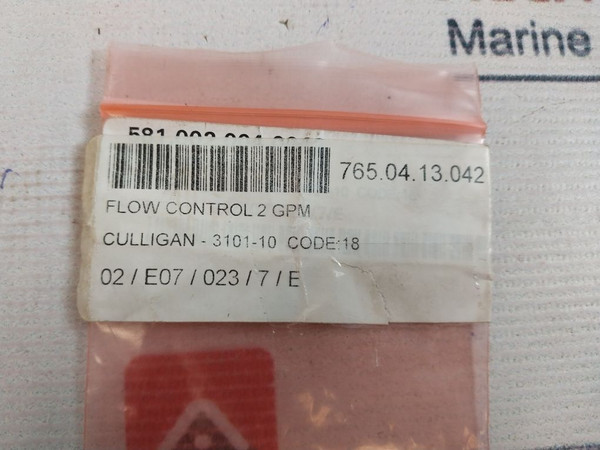 Marine
765.04.13.042
FLOW CONTROL 2 GPM
CULLIGAN - 3101-10 CODE:18
02 / E07 / 023 / 7 / E